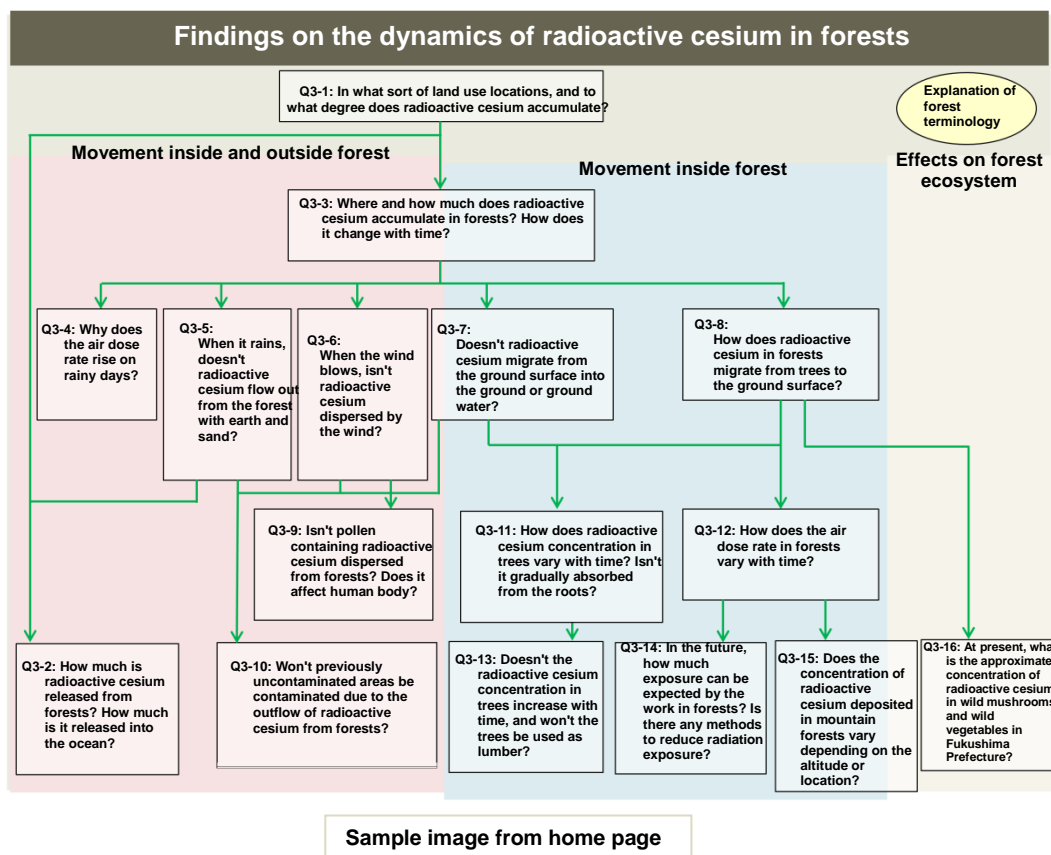 Findings on the dynamics of radioactive cesium in forests
Q3-1: In what sort of land use locations, and to
what degree does radioactive cesium accumulate?
Explanation of
forest
terminology
Movement inside and outside forest
Movement inside forest
Effects on forest
ecosystem
Q3-3: Where and how much does radioactive
cesium accumulate in forests? How does
it change with time?
Q3-4: Why does
the air dose
rate rise on
rainy days?
Q3-5:
When it rains,
doesn't
radioactive
cesium flow out
from the forest
with earth and
sand?
Q3-6:
When the wind
blows, isn't
radioactive
cesium
dispersed by
the wind?
Q3-7:
Doesn't radioactive
cesium migrate from
the ground surface into
the ground or ground
water?
Q3-8:
How does radioactive
cesium in forests
migrate from trees to
the ground surface?
Q3-9: Isn't pollen
containing radioactive
cesium dispersed
from forests? Does it
affect human body?
Q3-11: How does radioactive
cesium concentration in
trees vary with time? Isn't
it gradually absorbed
from the roots?
Q3-12: How does the air
dose rate in forests
vary with time?
Q3-2: How much is
radioactive cesium
released from
forests? How much
is it released into
the ocean?
Q3-10: Won't previously
uncontaminated areas be
contaminated due to the
outflow of radioactive
cesium from forests?
Q3-13: Doesn't the
radioactive cesium
concentration in
trees increase with
time, and won't the
trees be used as
lumber?
Q3-14: In the future,
how much
exposure can be
expected by the
work in forests? Is
there any methods
to reduce radiation
exposure?
Q3-15: Does the
concentration of
radioactive
cesium deposited
in mountain
forests vary
depending on the
altitude or
location?
Q3-16: At present, what
is the approximate
concentration of
radioactive cesium
in wild mushrooms
and wild
vegetables in
Fukushima
Prefecture?
Sample image from home page